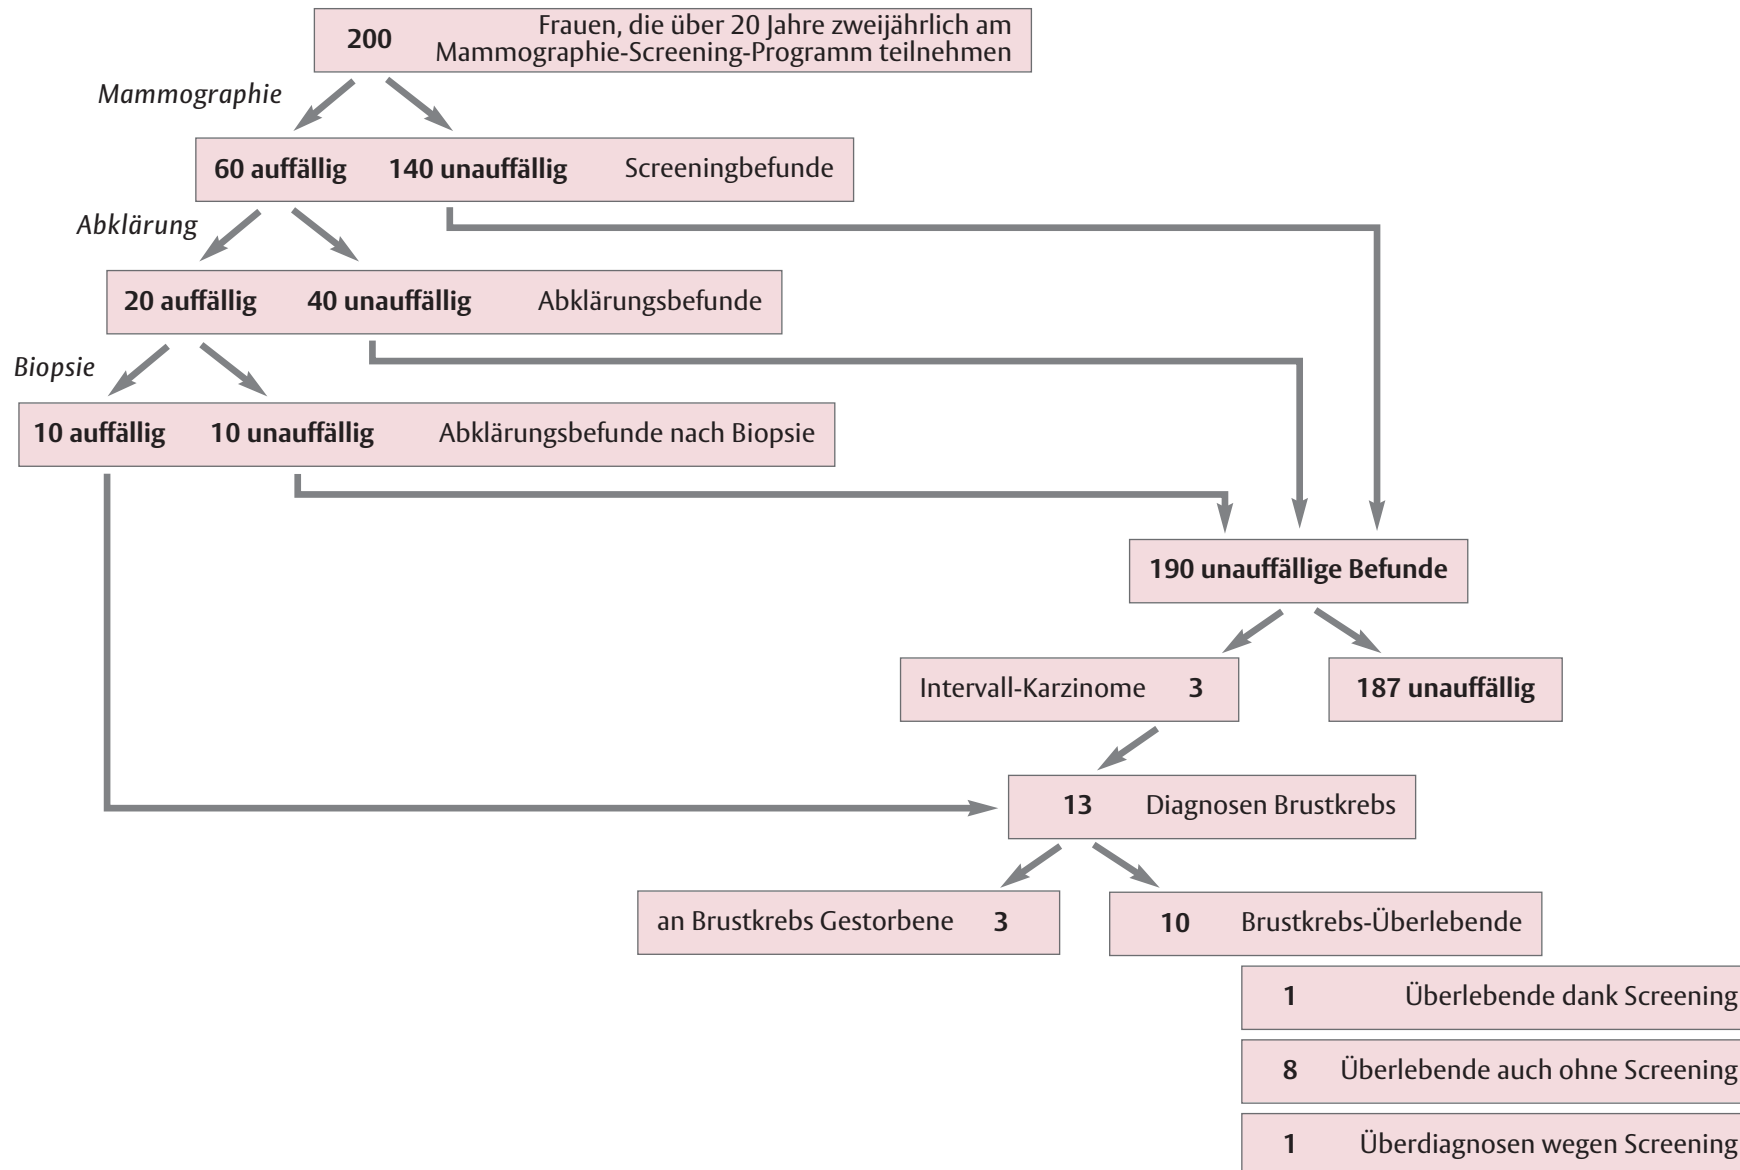 200 Frauen, die über 20 Jahre zweijährlich am
Mammographie-Screening-Programm teilnehmen
Mammographie
60 auffällig 140 unauffällig Screeningbefunde
Abklärung
20 auffällig 40 unauffällig Abklärungsbefunde
Biopsie
10 auffällig 10 unauffällig Abklärungsbefunde nach Biopsie
190 unauffällige Befunde
Intervall-Karzinome 3
187 unauffällig
13 Diagnosen Brustkrebs
an Brustkrebs Gestorbene 3
10 Brustkrebs-Überlebende
1 Überlebende dank Screening
8 Überlebende auch ohne Screening
1 Überdiagnosen wegen Screening